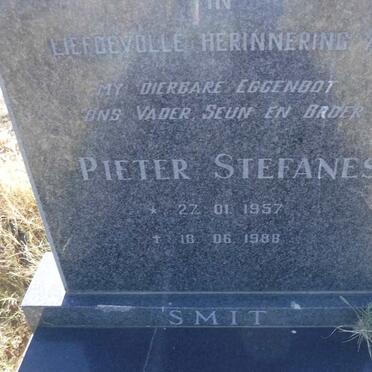 IN
LIEFDEVOLLE HERINNERING
MY DIERBARE EGGENOOT
ONS VADER, SEUN EN BROER
PIETER STEFANES
* 27. 01. 1957
† 18. 06. 1988
SMIT